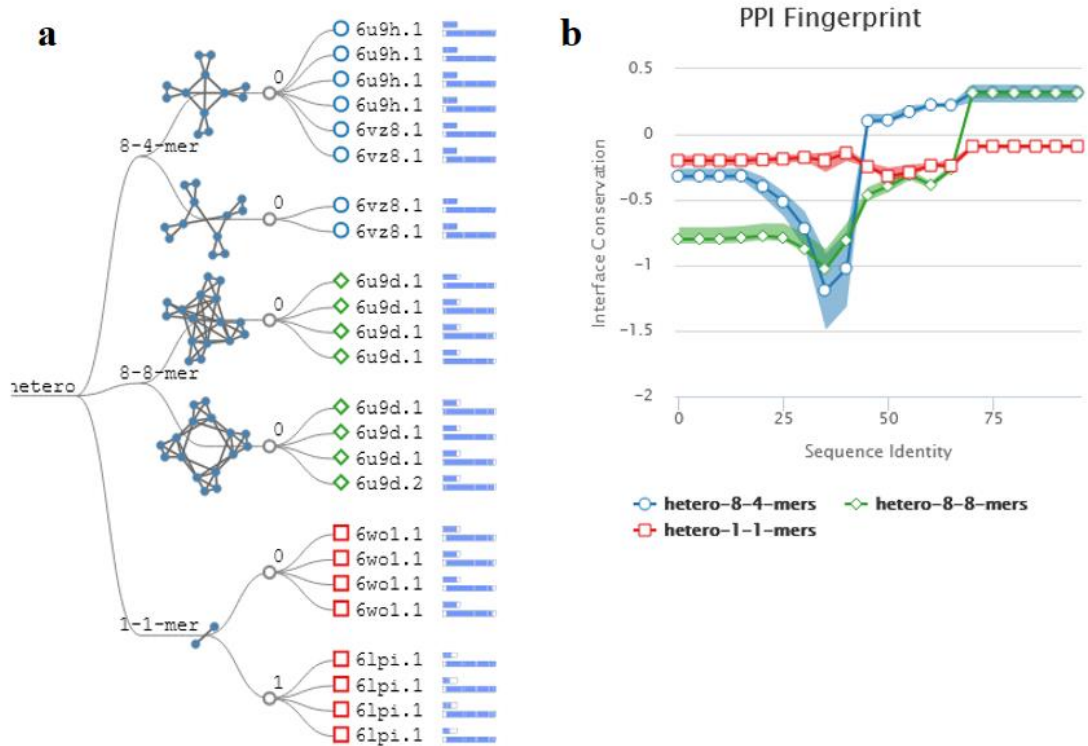 a
hetero
8-4-mer
0
6u9h.1
6u9h.1
6u9h.1
6u9h.1
6vz8.1
6vz8.1
0
6vz8.1
6vz8.1
8-8-mer
0
6u9d.1
6u9d.1
6u9d.1
6u9d.1
0
6u9d.1
6u9d.1
6u9d.1
6u9d.2
1-1-mer
0
6wo1.1
6wo1.1
6wo1.1
6wo1.1
1
6lpi.1
6lpi.1
6lpi.1
6lpi.1
b
PPI Fingerprint
Interface Conservation
0.5
0
-0.5
-1
-1.5
-2
0
25
50
75
Sequence Identity
hetero-8-4-mers
hetero-8-8-mers
hetero-1-1-mers